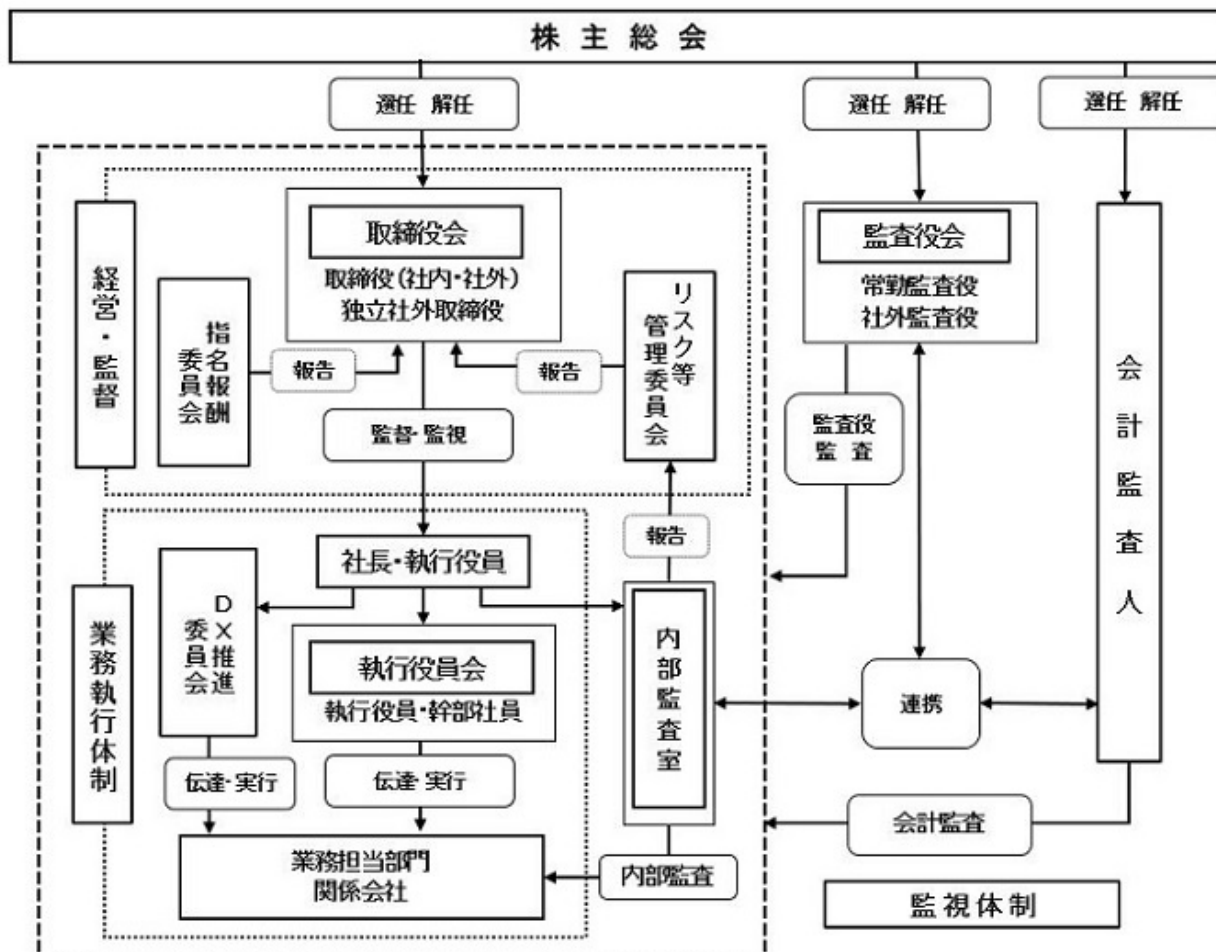 株主総会
選任 解任
選任 解任
選任 解任
経営・監督
取締役会
取締役(社内・社外)
独立社外取締役
指名報酬
委員会
報告
報告
リスク等
管理委員会
監督・監視
監査役会
常勤監査役
社外監査役
監査役
監 査
会計監査人
業務執行体制
社長・執行役員
報告
DX推進
委員会
執行役員会
執行役員・幹部社員
内部監査室
連携
伝達・実行
伝達・実行
会計監査
業務担当部門
関係会社
内部監査
監視体制